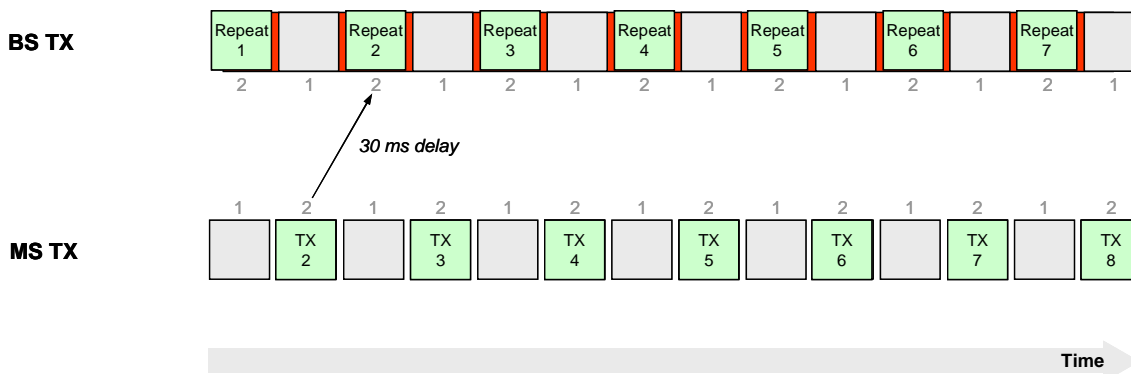 BS TX
Repeat 1
Repeat 2
Repeat 3
Repeat 4
Repeat 5
Repeat 6
Repeat 7
2 1 2 1 2 1 2 1 2 1 2 1 2 1
30 ms delay
1 2 1 2 1 2 1 2 1 2 1 2 1 2
MS TX
TX 2
TX 3
TX 4
TX 5
TX 6
TX 7
TX 8
Time